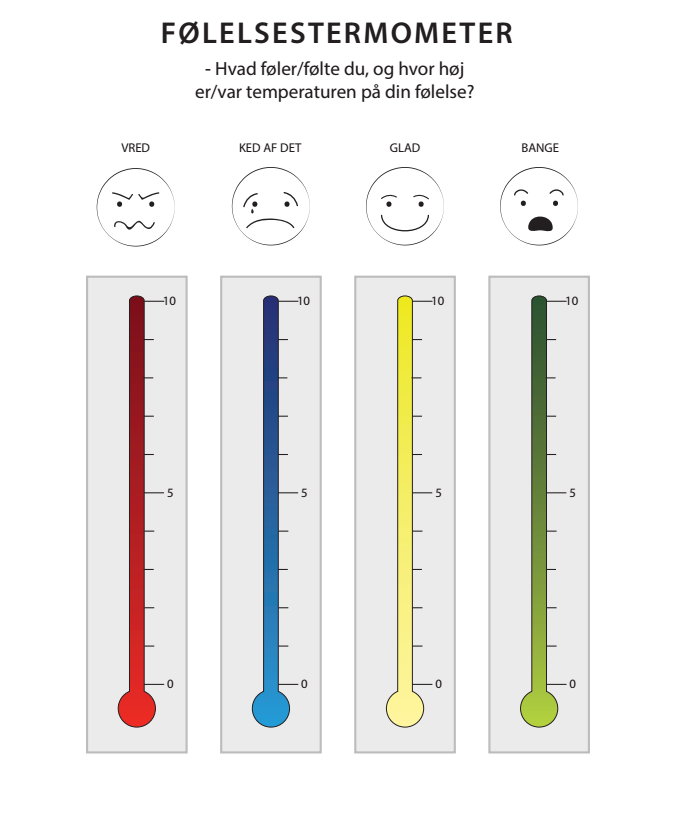 FØLELSESTERMOMETER
- Hvad føler/følte du, og hvor høj
er/var temperaturen på din følelse?
VRED KED AF DET GLAD BANGE
10 10 10 10
5 5 5 5
0 0 0 0